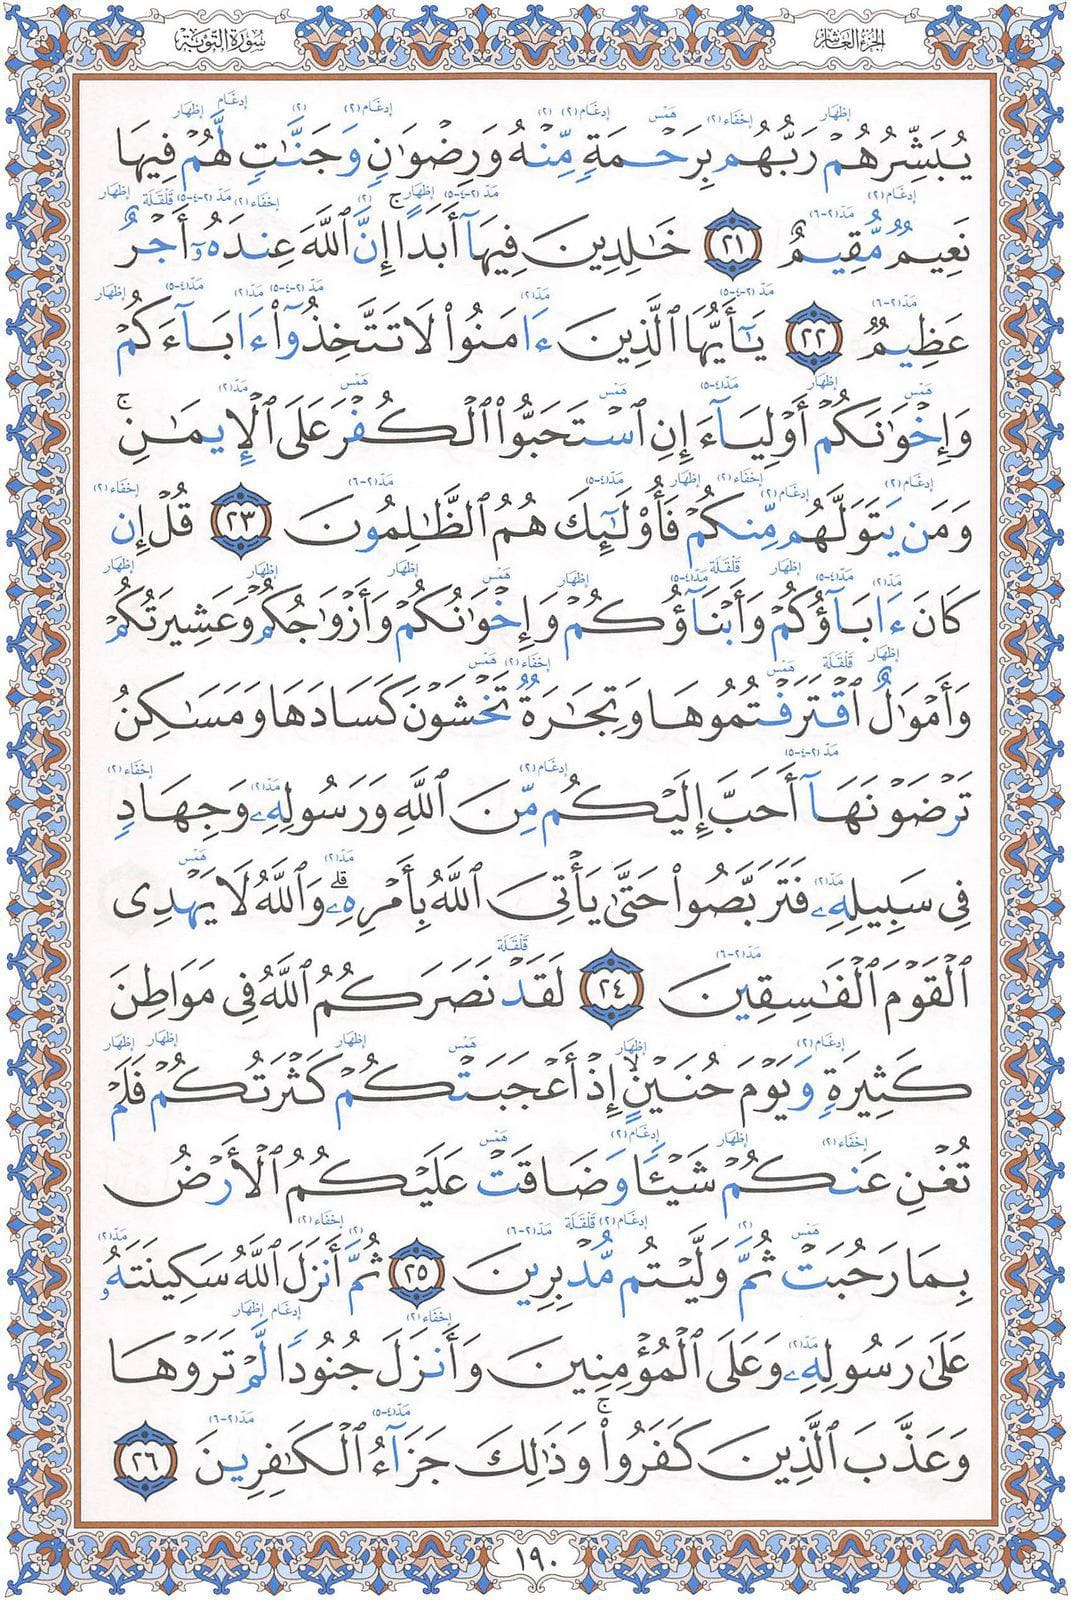 الجزء العاشر
سورة التوبة
يُبَشِّرُهُمْ رَبُّهُم بِرَحْمَةٍ مِّنْهُ وَرِضْوَٰنٍ وَجَنَّٰتٍ لَّهُمْ فِيهَا
نَعِيمٌ مُّقِيمٌ ٢١ خَٰلِدِينَ فِيهَآ أَبَدًا ۚ إِنَّ ٱللَّهَ عِندَهُۥٓ أَجْرٌ
عَظِيمٌ ٢٢ يَٰٓأَيُّهَا ٱلَّذِينَ ءَامَنُوا۟ لَا تَتَّخِذُوٓا۟ ءَابَآءَكُمْ
وَإِخْوَٰنَكُمْ أَوْلِيَآءَ إِنِ ٱسْتَحَبُّوا۟ ٱلْكُفْرَ عَلَى ٱلْإِيمَٰنِ ۚ
وَمَن يَتَوَلَّهُم مِّنكُمْ فَأُو۟لَٰٓئِكَ هُمُ ٱلظَّٰلِمُونَ ٢٣ قُلْ إِن
كَانَ ءَابَآؤُكُمْ وَأَبْنَآؤُكُمْ وَإِخْوَٰنُكُمْ وَأَزْوَٰجُكُمْ وَعَشِيرَتُكُمْ
وَأَمْوَٰلٌ ٱقْتَرَفْتُمُوهَا وَتِجَٰرَةٌ تَخْشَوْنَ كَسَادَهَا وَمَسَٰكِنُ
تَرْضَوْنَهَآ أَحَبَّ إِلَيْكُم مِّنَ ٱللَّهِ وَرَسُولِهِۦ وَجِهَادٍ
فِى سَبِيلِهِۦ فَتَرَبَّصُوا۟ حَتَّىٰ يَأْتِىَ ٱللَّهُ بِأَمْرِهِۦ ۗ وَٱللَّهُ لَا يَهْدِى
ٱلْقَوْمَ ٱلْفَٰسِقِينَ ٢٤ لَقَدْ نَصَرَكُمُ ٱللَّهُ فِى مَوَاطِنَ
كَثِيرَةٍ وَيَوْمَ حُنَيْنٍ ۙ إِذْ أَعْجَبَتْكُمْ كَثْرَتُكُمْ فَلَمْ
تُغْنِ عَنكُمْ شَيْـًٔا وَضَاقَتْ عَلَيْكُمُ ٱلْأَرْضُ
بِمَا رَحُبَتْ ثُمَّ وَلَّيْتُم مُّدْبِرِينَ ٢٥ ثُمَّ أَنزَلَ ٱللَّهُ سَكِينَتَهُۥ
عَلَىٰ رَسُولِهِۦ وَعَلَى ٱلْمُؤْمِنِينَ وَأَنزَلَ جُنُودًا لَّمْ تَرَوْهَا
وَعَذَّبَ ٱلَّذِينَ كَفَرُوا۟ ۚ وَذَٰلِكَ جَزَآءُ ٱلْكَٰفِرِينَ ٢٦
١٩٠